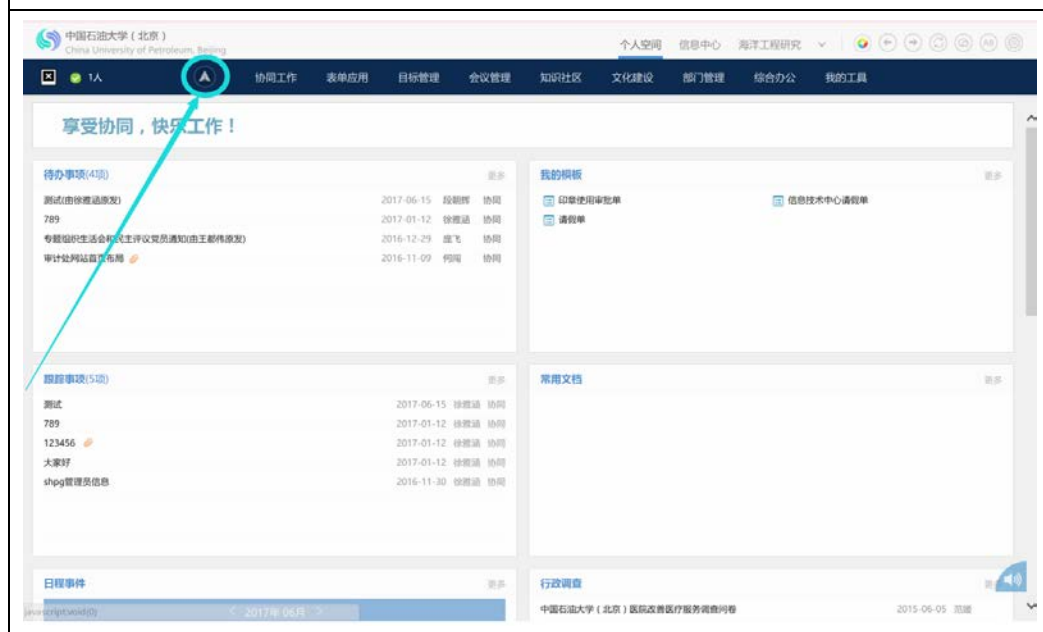 中国石油大学（北京）
China University of Petroleum, Beijing
个人空间 信息中心 海洋工程研究
1人 协同工作 表单应用 目标管理 会议管理 知识社区 文化建设 部门管理 综合办公 我的工具
享受协同，快乐工作！
待办事项(4项) 更多
测试(由徐雅涵原发) 2017-06-15 段朝辉 协同
789 2017-01-12 徐雅涵 协同
专题组织生活会和民主评议党员通知(由王都伟原发) 2016-12-29 庞飞 协同
审计处网站首页布局 2016-11-09 何瑞 协同
我的模板 更多
印章使用审批单 信息技术中心请假单
请假单
跟踪事项(5项) 更多
测试 2017-06-15 徐雅涵 协同
789 2017-01-12 徐雅涵 协同
123456 2017-01-12 徐雅涵 协同
大家好 2017-01-12 徐雅涵 协同
shpg管理员信息 2016-11-30 徐雅涵 协同
常用文档 更多
日程事件 更多
2017年 06月
行政调查
中国石油大学（北京）医院改善医疗服务调查问卷 2015-06-05
javascript:void(0)